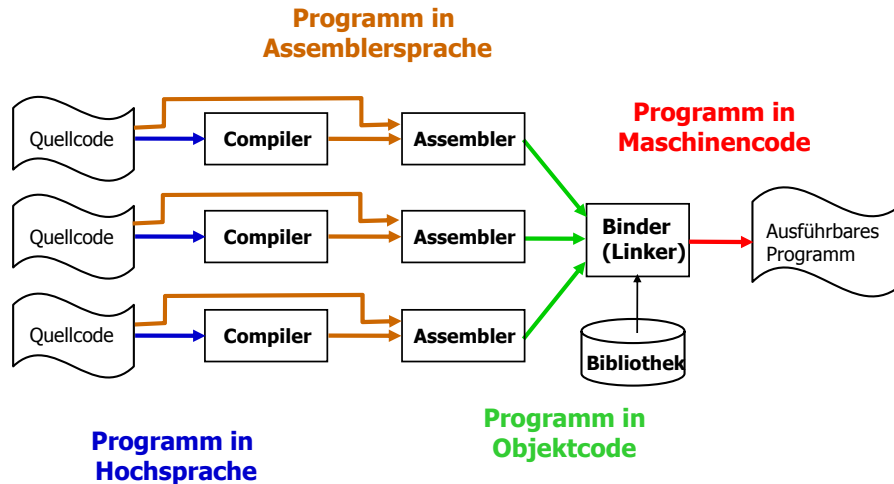 Programm in
Assemblersprache
Quellcode
Compiler
Assembler
Programm in
Maschinencode
Quellcode
Compiler
Assembler
Binder
(Linker)
Ausführbares
Programm
Quellcode
Compiler
Assembler
Bibliothek
Programm in
Objektcode
Programm in
Hochsprache